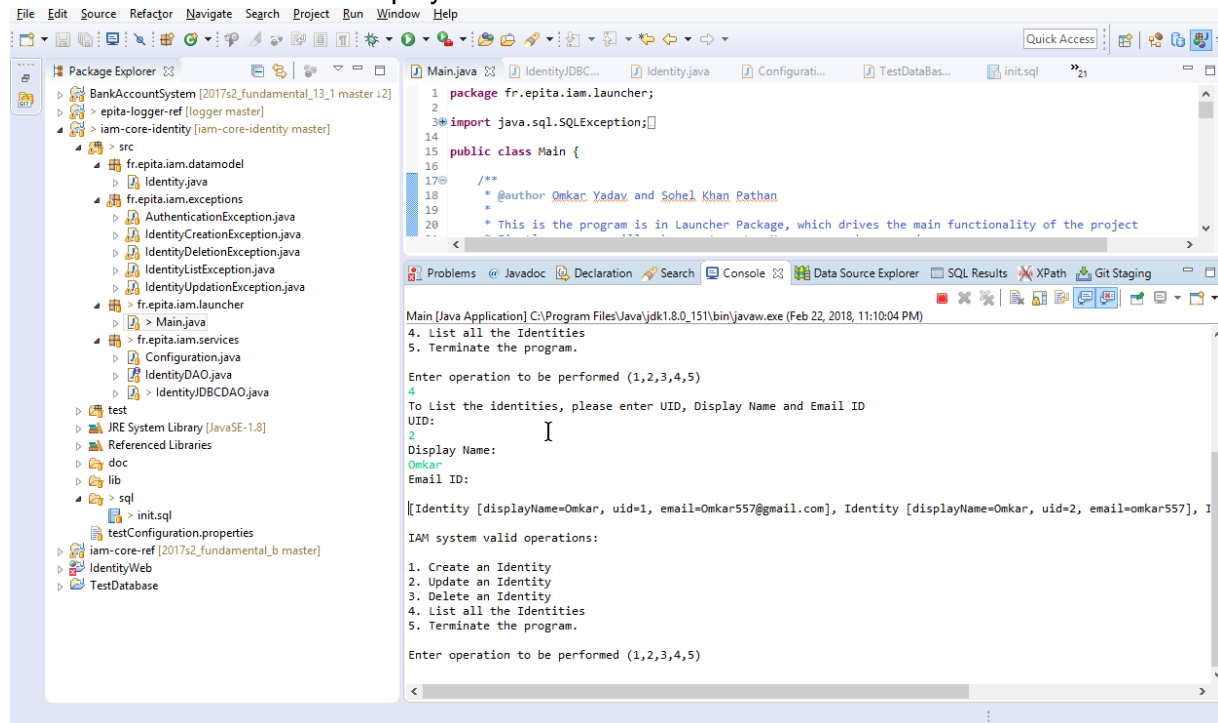 File Edit Source Refactor Navigate Search Project Run Window Help
Quick Access
Package Explorer
BankAccountSystem [2017s2_fundamental_13_1 master ↓2]
> epita-logger-ref [logger master]
> iam-core-identity [iam-core-identity master]
> src
fr.epita.iam.datamodel
Identity.java
fr.epita.iam.exceptions
AuthenticationException.java
IdentityCreationException.java
IdentityDeletionException.java
IdentityListException.java
IdentityUpdationException.java
> fr.epita.iam.launcher
> Main.java
> fr.epita.iam.services
Configuration.java
IdentityDAO.java
> IdentityJDBCDAO.java
test
JRE System Library [JavaSE-1.8]
Referenced Libraries
doc
lib
> sql
> init.sql
testConfiguration.properties
iam-core-ref [2017s2_fundamental_b master]
IdentityWeb
TestDatabase
Main.java IdentityJDBC... Identity.java Configurati... TestDataBas... init.sql »21
1 package fr.epita.iam.launcher;
2
3 import java.sql.SQLException;
14
15 public class Main {
16
17 /**
18 * @author Omkar Yadav and Sohel Khan Pathan
19 *
20 * This is the program is in Launcher Package, which drives the main functionality of the project
Problems @ Javadoc Declaration Search Console Data Source Explorer SQL Results XPath Git Staging
Main [Java Application] C:\Program Files\Java\jdk1.8.0_151\bin\javaw.exe (Feb 22, 2018, 11:10:04 PM)
4. List all the Identities
5. Terminate the program.
Enter operation to be performed (1,2,3,4,5)
4
To List the identities, please enter UID, Display Name and Email ID
UID:
2
Display Name:
Omkar
Email ID:
[Identity [displayName=Omkar, uid=1, email=Omkar557@gmail.com], Identity [displayName=Omkar, uid=2, email=omkar557], I
IAM system valid operations:
1. Create an Identity
2. Update an Identity
3. Delete an Identity
4. List all the Identities
5. Terminate the program.
Enter operation to be performed (1,2,3,4,5)